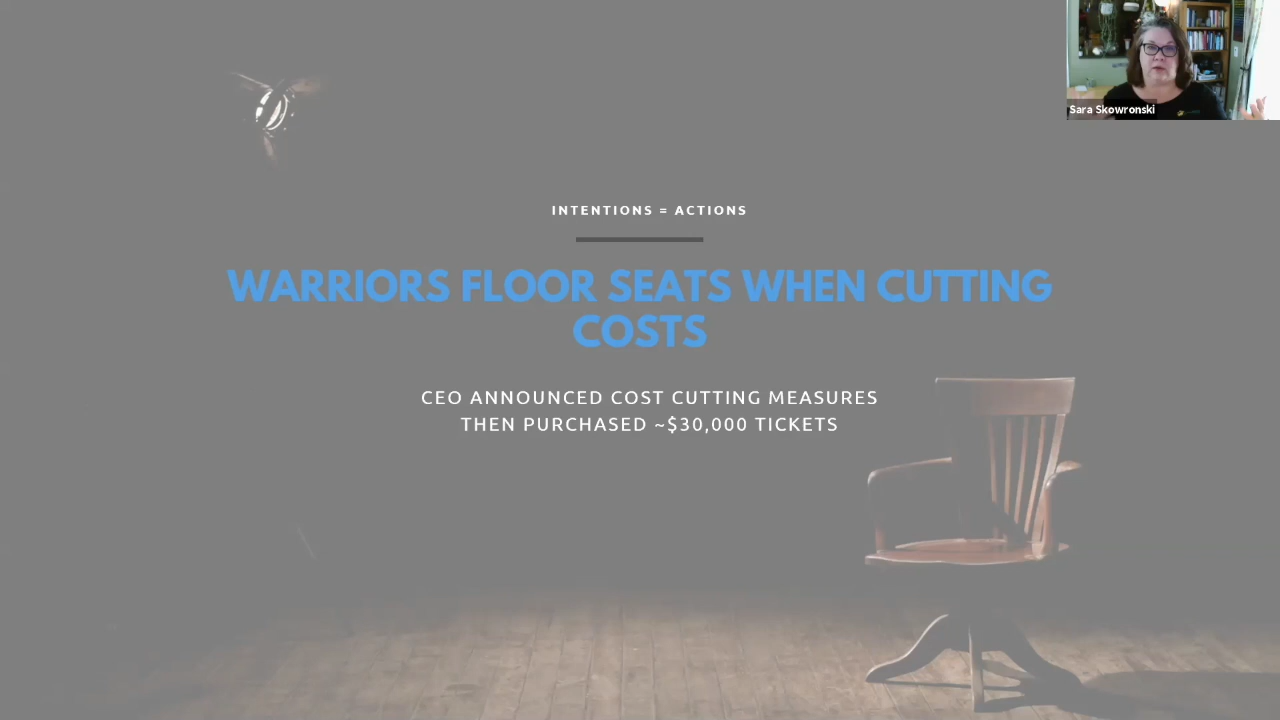 Sara Skowronski
INTENTIONS = ACTIONS
WARRIORS FLOOR SEATS WHEN CUTTING
COSTS
CEO ANNOUNCED COST CUTTING MEASURES
THEN PURCHASED ~$30,000 TICKETS